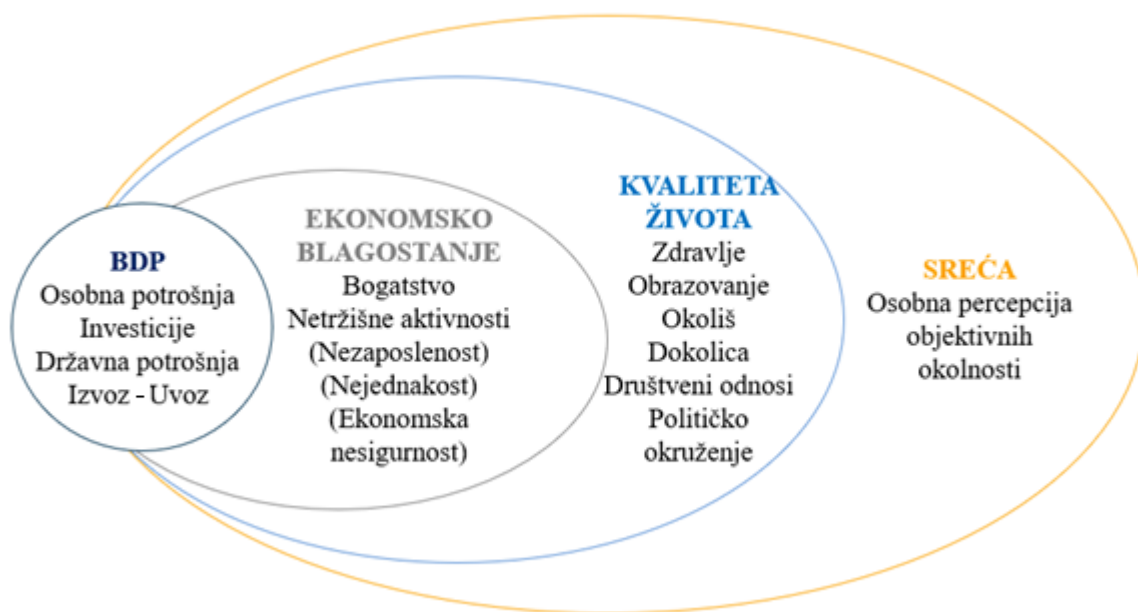 BDP
Osobna potrošnja
Investicije
Državna potrošnja
Izvoz - Uvoz
EKONOMSKO
BLAGOSTANJE
Bogatstvo
Netržišne aktivnosti
(Nezaposlenost)
(Nejednakost)
(Ekonomska
nesigurnost)
KVALITETA
ŽIVOTA
Zdravlje
Obrazovanje
Okoliš
Dokolica
Društveni odnosi
Političko
okruženje
SREĆA
Osobna percepcija
objektivnih
okolnosti